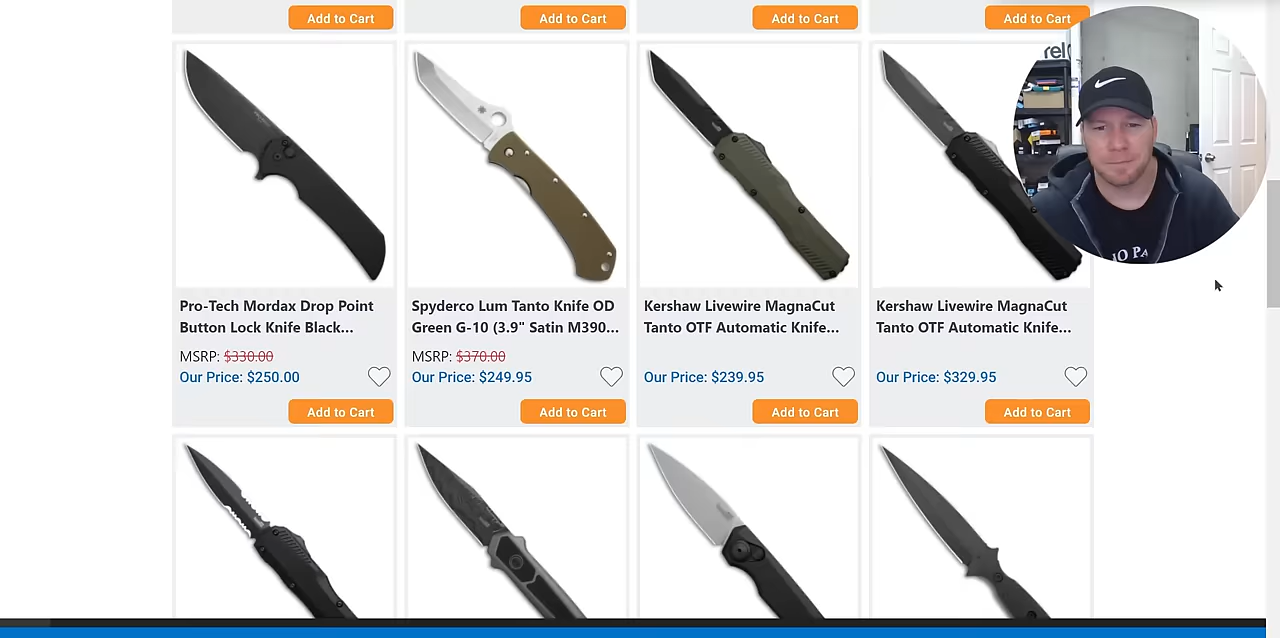 Add to Cart
Add to Cart
Add to Cart
Add to Cart
rel
Pro-Tech Mordax Drop Point
Button Lock Knife Black...
MSRP: $330.00
Our Price: $250.00
Add to Cart
Spyderco Lum Tanto Knife OD
Green G-10 (3.9" Satin M390...
MSRP: $370.00
Our Price: $249.95
Add to Cart
Kershaw Livewire MagnaCut
Tanto OTF Automatic Knife...
Our Price: $239.95
Add to Cart
Kershaw Livewire MagnaCut
Tanto OTF Automatic Knife...
Our Price: $329.95
Add to Cart